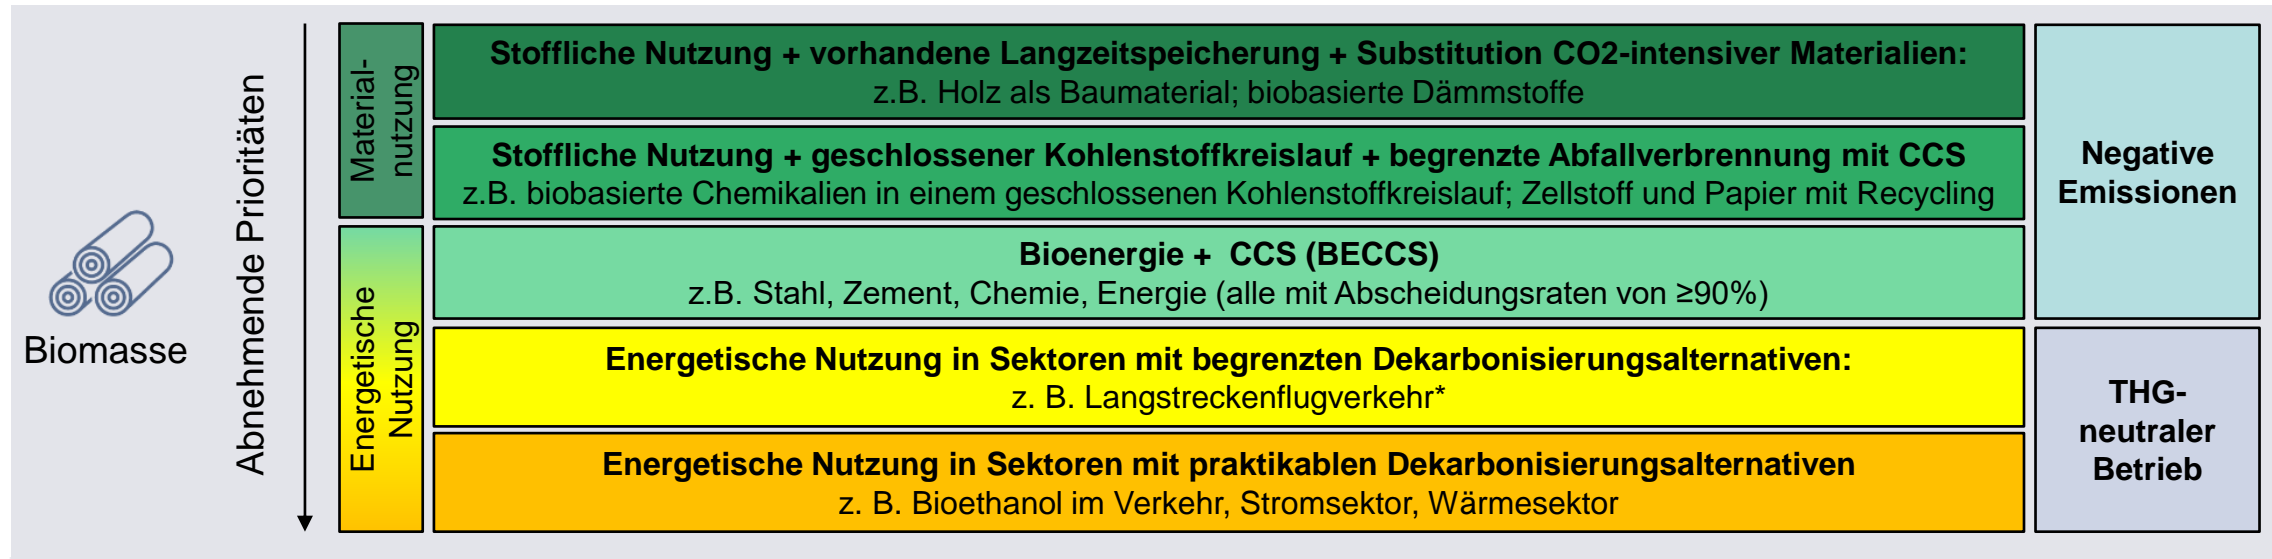 Biomasse
Abnehmende Prioritäten
Material-
nutzung
Stoffliche Nutzung + vorhandene Langzeitspeicherung + Substitution CO2-intensiver Materialien:
z.B. Holz als Baumaterial; biobasierte Dämmstoffe
Stoffliche Nutzung + geschlossener Kohlenstoffkreislauf + begrenzte Abfallverbrennung mit CCS
z.B. biobasierte Chemikalien in einem geschlossenen Kohlenstoffkreislauf; Zellstoff und Papier mit Recycling
Negative
Emissionen
Energetische
Nutzung
Bioenergie + CCS (BECCS)
z.B. Stahl, Zement, Chemie, Energie (alle mit Abscheidungsraten von ≥90%)
Energetische Nutzung in Sektoren mit begrenzten Dekarbonisierungsalternativen:
z. B. Langstreckenflugverkehr*
Energetische Nutzung in Sektoren mit praktikablen Dekarbonisierungsalternativen
z. B. Bioethanol im Verkehr, Stromsektor, Wärmesektor
THG-
neutraler
Betrieb